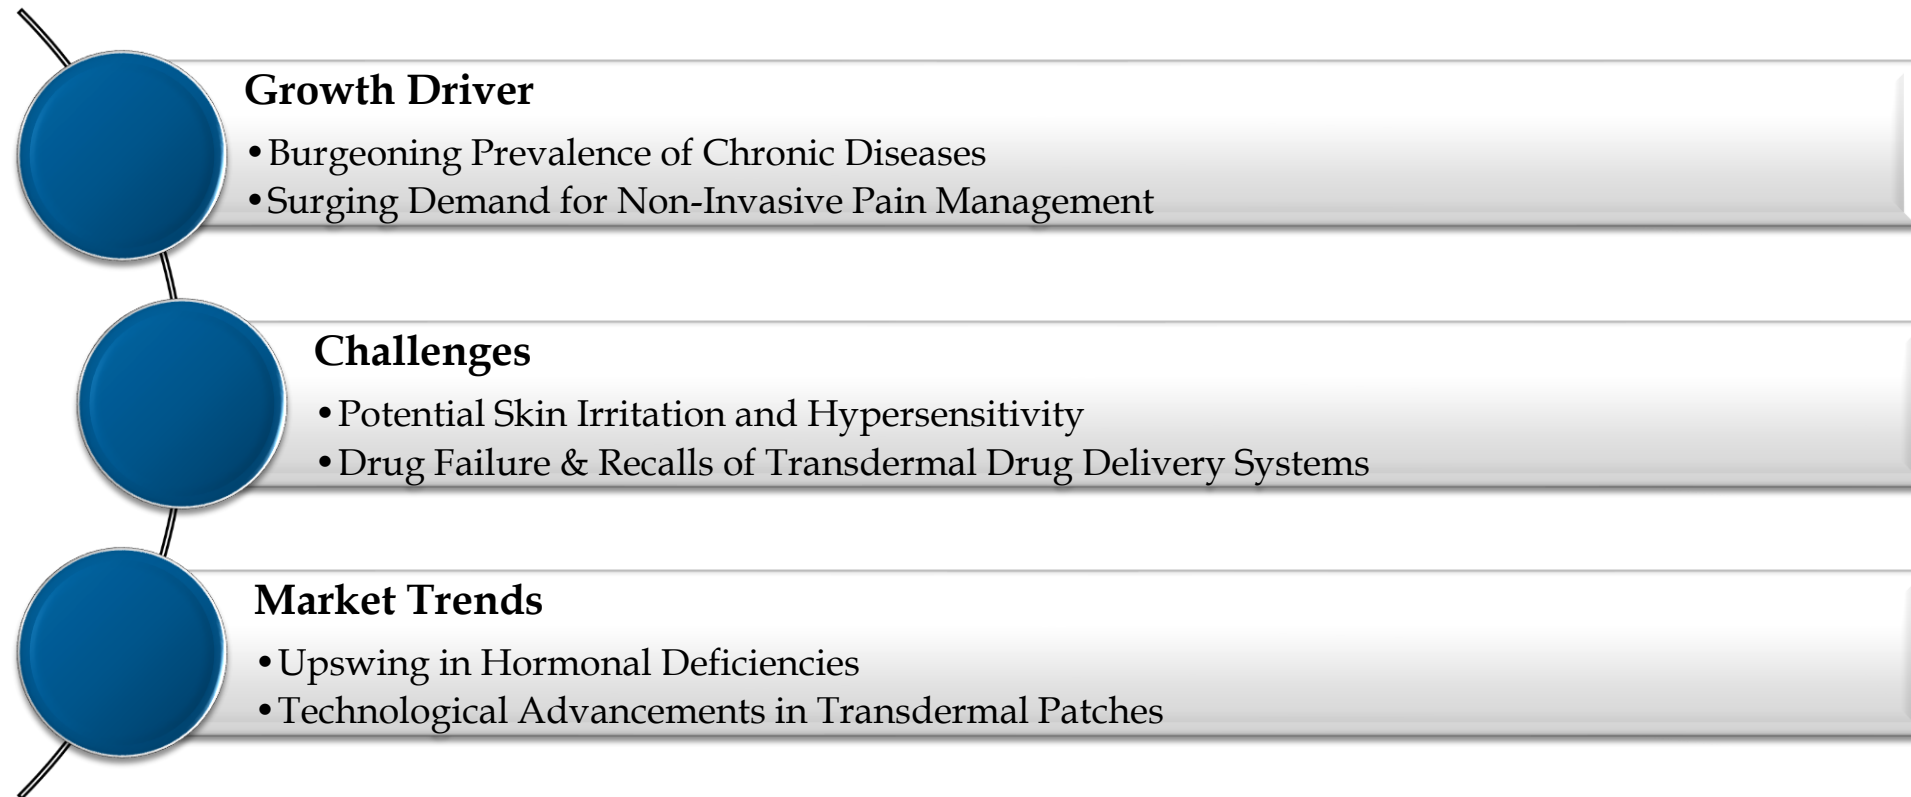 Growth Driver
•Burgeoning Prevalence of Chronic Diseases
•Surging Demand for Non-Invasive Pain Management
Challenges
•Potential Skin Irritation and Hypersensitivity
•Drug Failure & Recalls of Transdermal Drug Delivery Systems
Market Trends
•Upswing in Hormonal Deficiencies
•Technological Advancements in Transdermal Patches